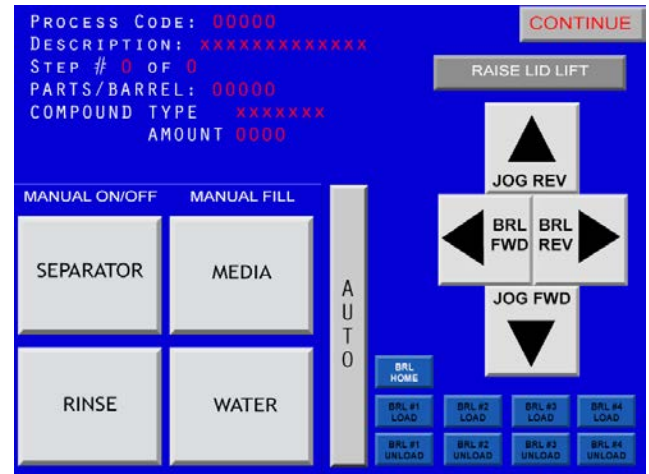 PROCESS CODE: 00000
DESCRIPTION: XXXXXXXXXXXXX
STEP # 0 OF 0
PARTS/BARREL: 00000
COMPOUND TYPE XXXXXXX
AMOUNT 0000
CONTINUE
RAISE LID LIFT
JOG REV
BRL BRL
FWD REV
JOG FWD
MANUAL ON/OFF MANUAL FILL
SEPARATOR MEDIA
RINSE WATER
A
U
T
O
BRL
HOME
BRL #1 BRL #2 BRL #3 BRL #4
LOAD LOAD LOAD LOAD
BRL #1 BRL #2 BRL #3 BRL #4
UNLOAD UNLOAD UNLOAD UNLOAD